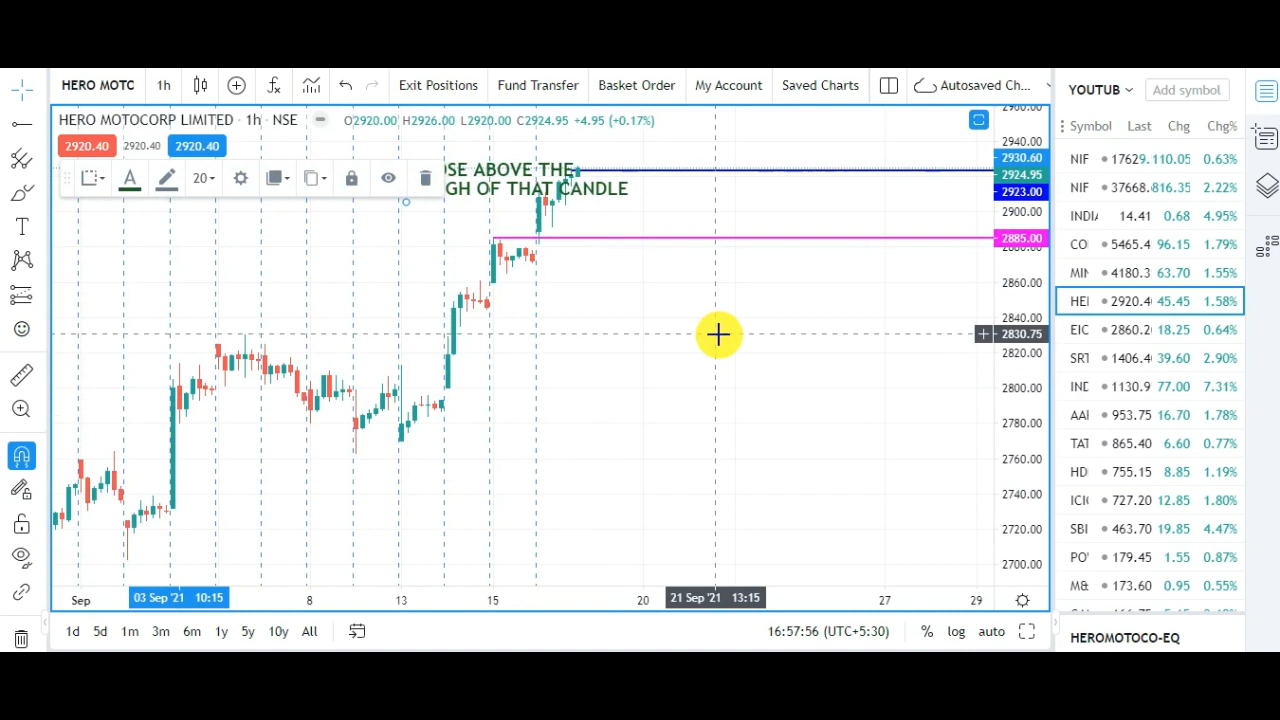 HERO MOTC 1h Exit Positions Fund Transfer Basket Order My Account Saved Charts Autosaved Ch...
YOUTUB Add symbol
HERO MOTOCORP LIMITED · 1h · NSE O2920.00 H2926.00 L2920.00 C2924.95 +4.95 (+0.17%)
Symbol Last Chg Chg%
2920.40 2920.40 2920.40
20
OSE ABOVE THE
GH OF THAT CANDLE
2940.00
2930.60
2924.95
2923.00
2900.00
2885.00
2860.00
2840.00
2830.75
2820.00
2800.00
2780.00
2760.00
2740.00
2720.00
2700.00
NIF 17629. 110.05 0.63%
NIF 37668. 816.35 2.22%
INDI 14.41 0.68 4.95%
CO 5465.4 96.15 1.79%
MIN 4180.3 63.70 1.55%
HEI 2920.4 45.45 1.58%
EIC 2860.2 18.25 0.64%
SRT 1406.4 39.60 2.90%
INE 1130.9 77.00 7.31%
AAI 953.75 16.70 1.78%
TAT 865.40 6.60 0.77%
HD 755.15 8.85 1.19%
ICI 727.20 12.85 1.80%
SBI 463.70 19.85 4.47%
PO' 179.45 1.55 0.87%
M& 173.60 0.95 0.55%
Sep 03 Sep '21 10:15 8 13 15 20 21 Sep '21 13:15 27 29
1d 5d 1m 3m 6m 1y 5y 10y All 16:57:56 (UTC+5:30) % log auto
HEROMOTOCO-EQ